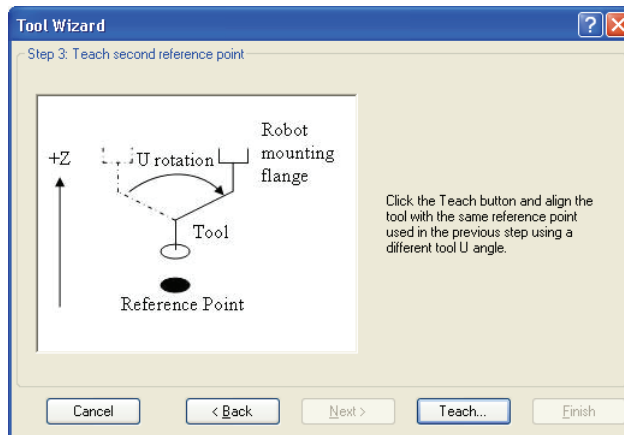 Tool Wizard
Step 3: Teach second reference point
Robot
+Z
U rotation
mounting
flange
Tool
Reference Point
Click the Teach button and align the
tool with the same reference point
used in the previous step using a
different tool U angle.
Cancel
< Back
Next >
Teach...
Finish